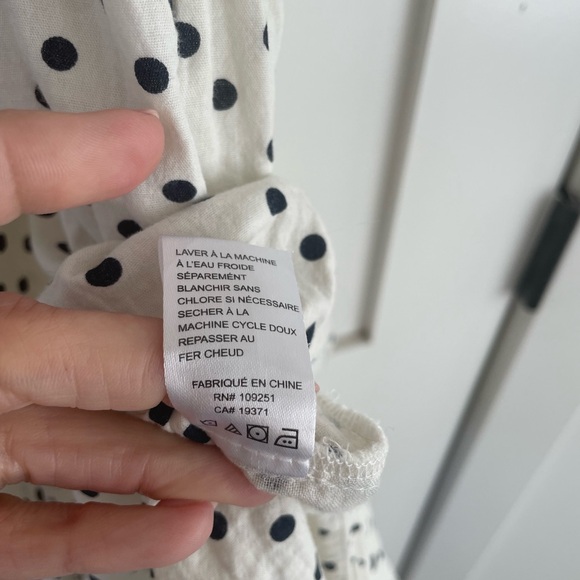 LAVER À LA MACHINE
À L'EAU FROIDE
SÉPARÉMENT
BLANCHIR SANS
CHLORE SI NÉCESSAIRE
SECHER À LA
MACHINE CYCLE DOUX
REPASSER AU
FER CHEUD
FABRIQUÉ EN CHINE
RN# 109251
CA# 19371